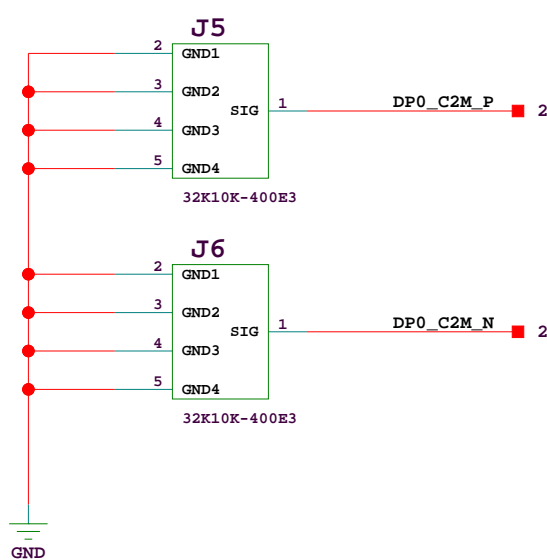 J5
2 GND1
3 GND2
SIG 1 DP0_C2M_P 2
4 GND3
5 GND4
32K10K-400E3
J6
2 GND1
3 GND2
SIG 1 DP0_C2M_N 2
4 GND3
5 GND4
32K10K-400E3
GND